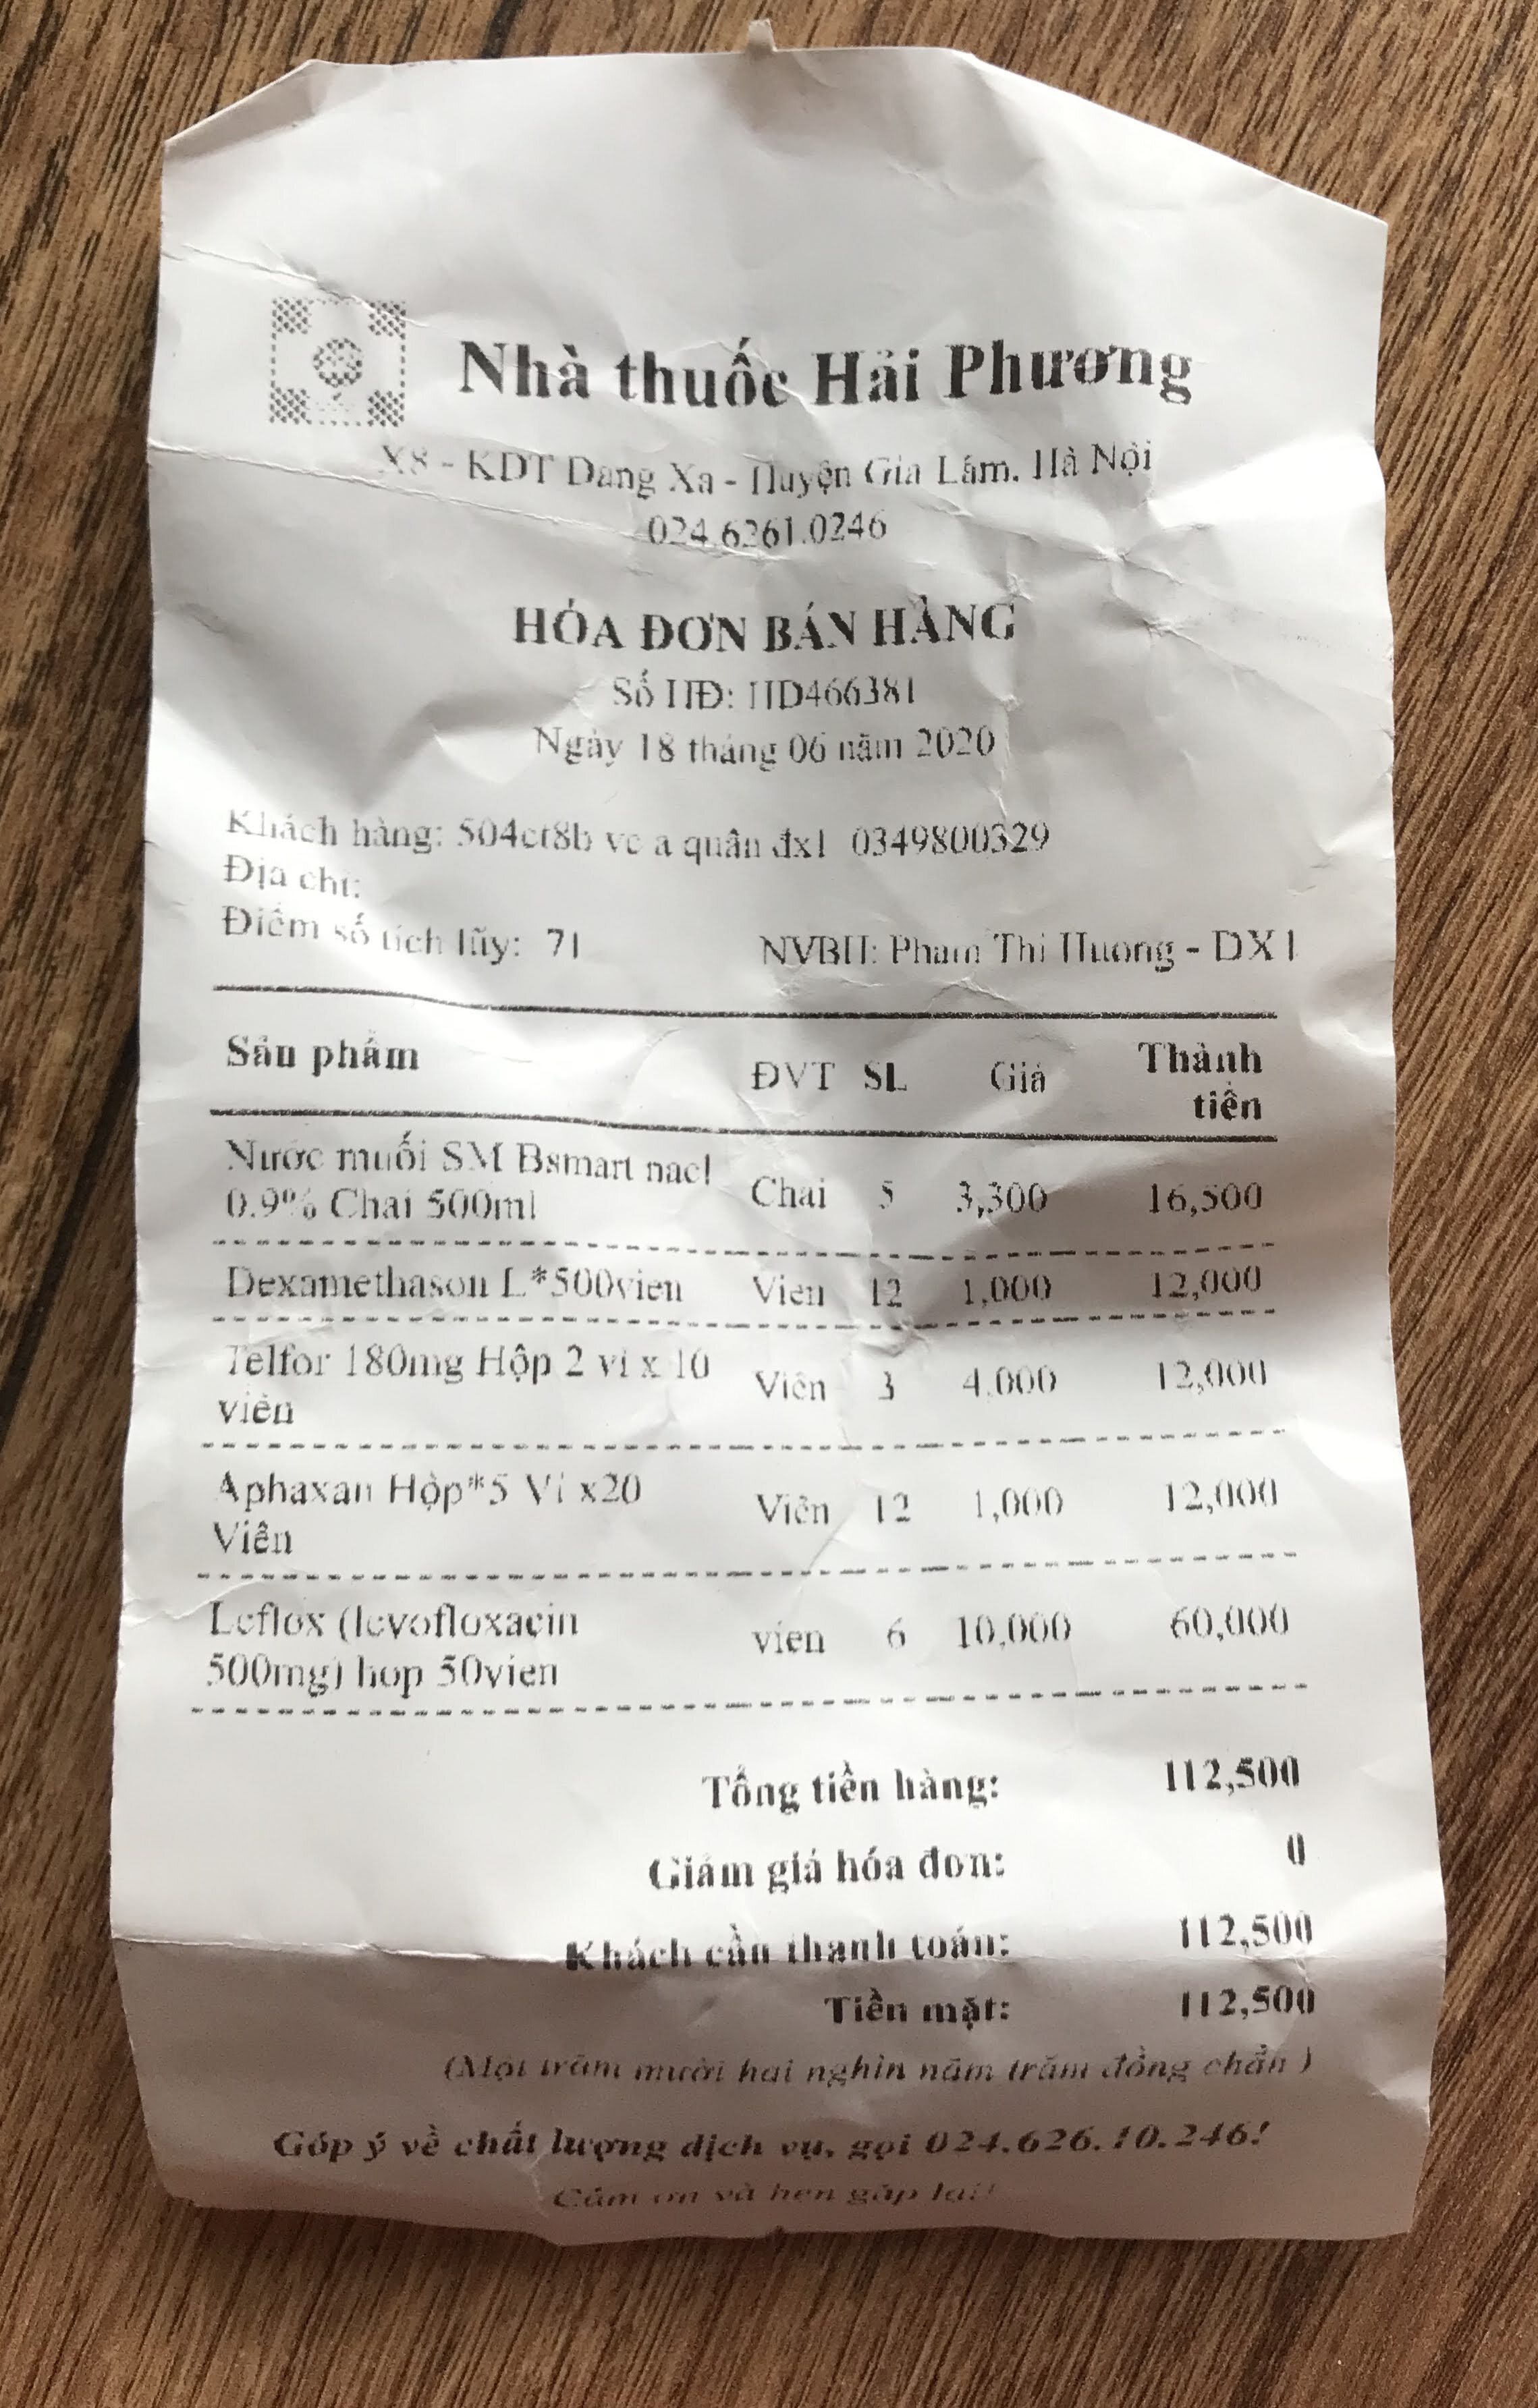 Nhà thuốc Hải Phương
X8 - KDT Dang Xa - Huyện Gia Lâm, Hà Nội
024.6261.0246
HÓA ĐƠN BÁN HÀNG
Số HĐ: HD466381
Ngày 18 tháng 06 năm 2020
Khách hàng: 504ct8b vc a quân đx1 0349800329
Địa chỉ:
Điểm số tích lũy: 71 NVBH: Pham Thi Huong - DX1
Sản phẩm ĐVT SL Giá Thành tiền
Nước muối SM Bsmart nacl Chai 5 3,300 16,500
0.9% Chai 500ml
Dexamethason L*500vien Vien 12 1,000 12,000
Telfor 180mg Hộp 2 vỉ x 10 Viên 3 4,000 12,000
viên
Aphaxan Hộp*5 Vỉ x20 Viên 12 1,000 12,000
Viên
Leflox (levofloxacin vien 6 10,000 60,000
500mg) hop 50vien
Tổng tiền hàng: 112,500
Giảm giá hóa đơn: 0
Khách cần thanh toán: 112,500
Tiền mặt: 112,500
(Một trăm mười hai nghìn năm trăm đồng chẵn )
Góp ý về chất lượng dịch vụ, gọi 024.626.10.246!
Cảm ơn và hẹn gặp lại!